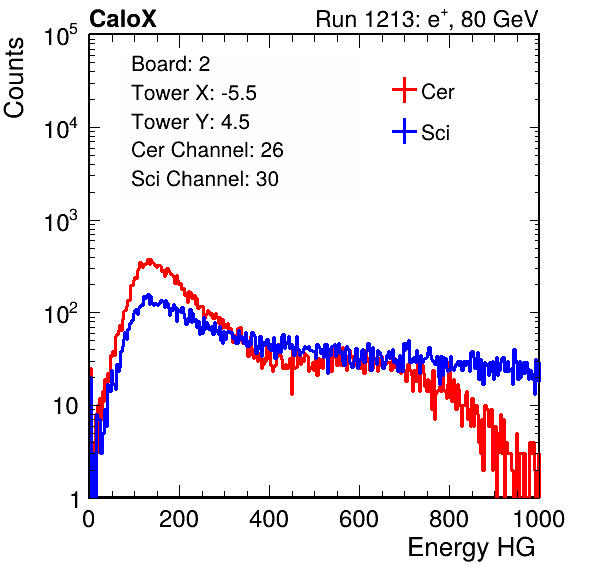 CaloX Run 1213: e⁺, 80 GeV
Counts
10⁵
10⁴
10³
10²
10
1
Board: 2
Tower X: -5.5
Tower Y: 4.5
Cer Channel: 26
Sci Channel: 30
Cer
Sci
0 200 400 600 800 1000
Energy HG